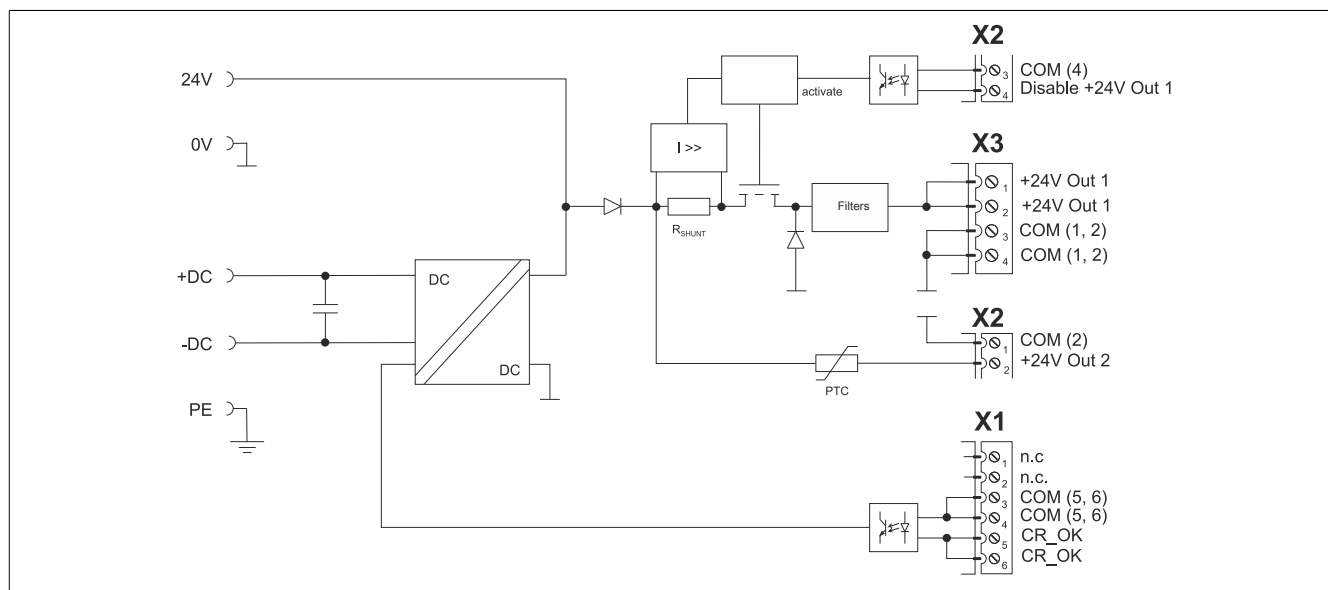 24V
0V
+DC
-DC
PE
DC
DC
I >>
activate
RSHUNT
Filters
PTC
X2
3 COM (4)
4 Disable +24V Out 1
X3
1 +24V Out 1
2 +24V Out 1
3 COM (1, 2)
4 COM (1, 2)
X2
1 COM (2)
2 +24V Out 2
X1
1 n.c
2 n.c.
3 COM (5, 6)
4 COM (5, 6)
5 CR_OK
6 CR_OK